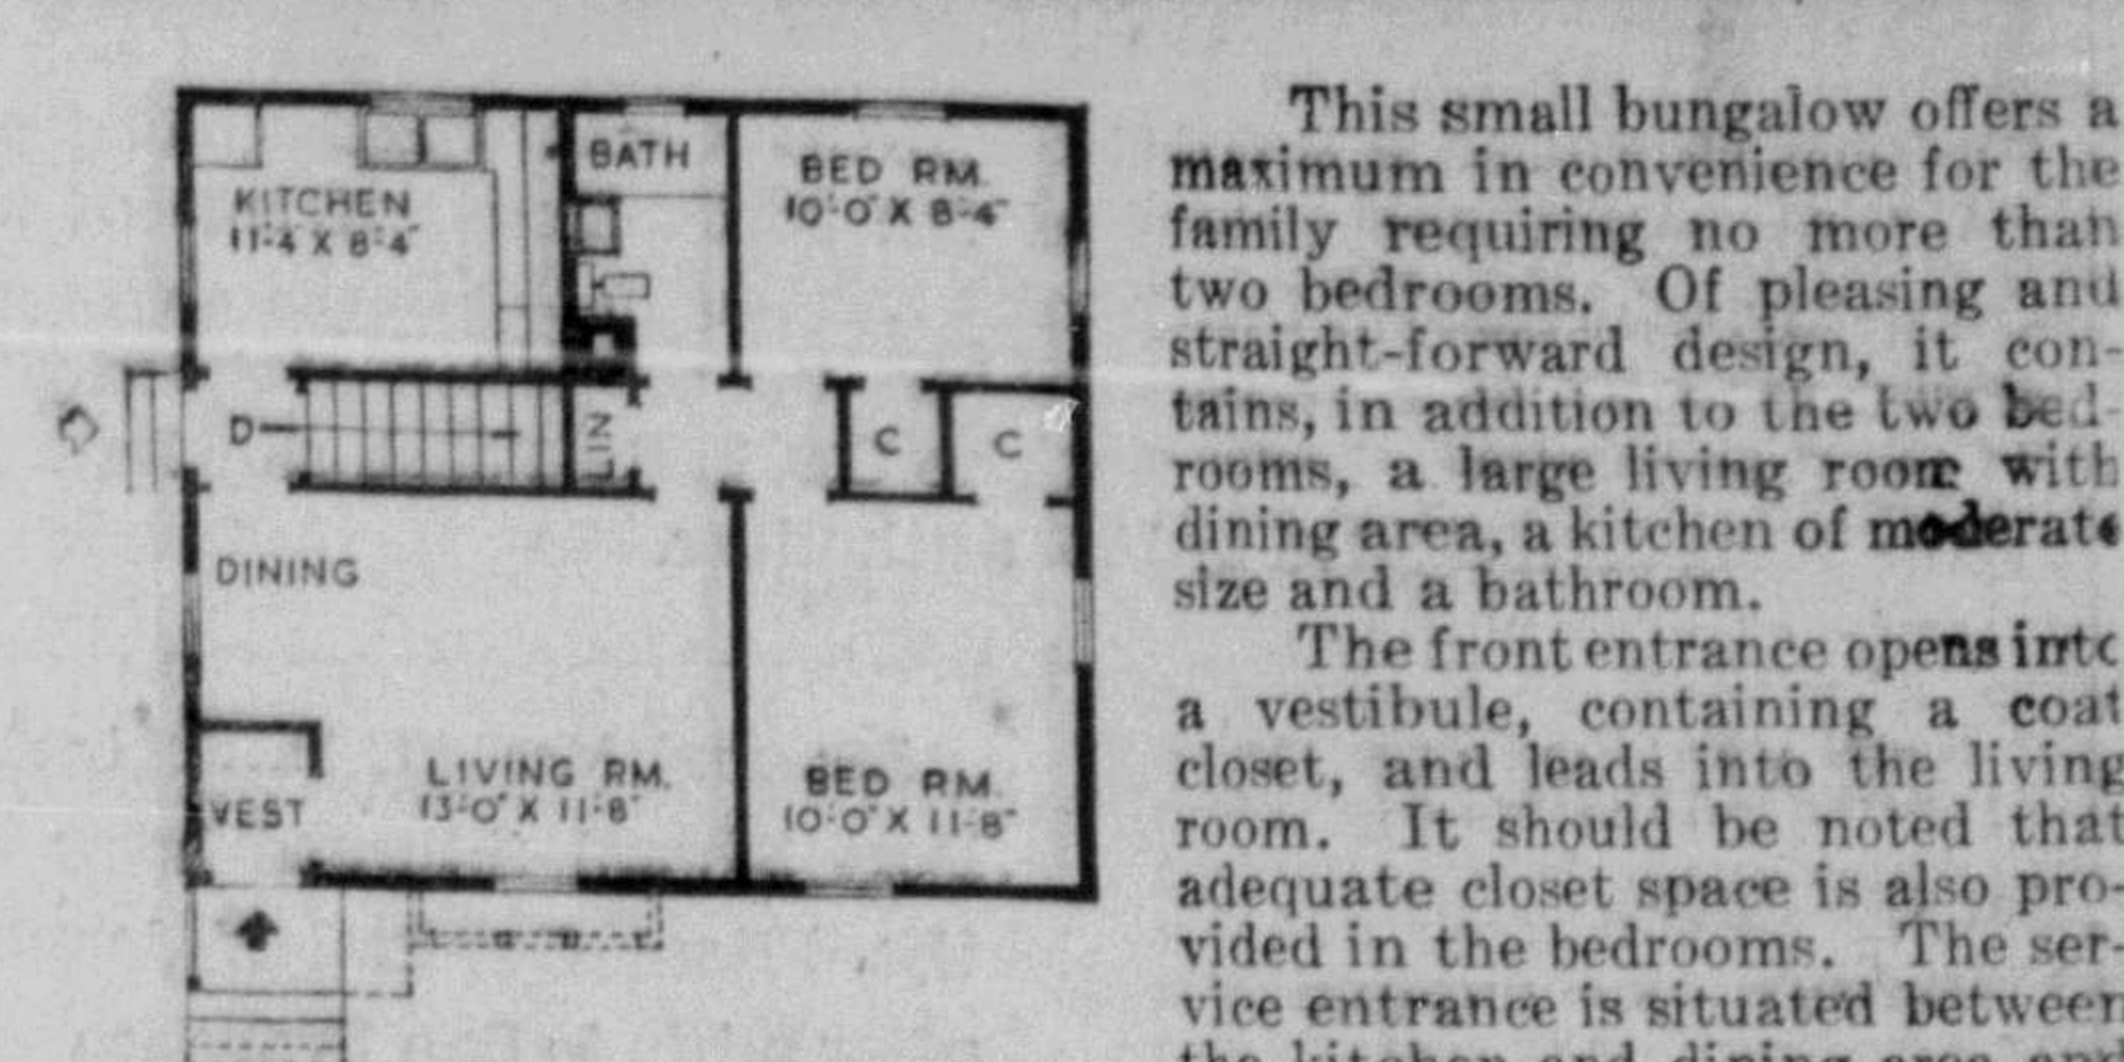 BATH
BED RM.
10'-0" X 8'-4"
KITCHEN
11'-4 X 8'-4"
D
LIN
C
C
DINING
LIVING RM.
13'-0" X 11'-8"
BED RM.
10'-0" X 11'-8"
VEST
This small bungalow offers a
maximum in convenience for the
family requiring no more than
two bedrooms. Of pleasing and
straight-forward design, it con-
tains, in addition to the two bed-
rooms, a large living room with
dining area, a kitchen of moderate
size and a bathroom.
The front entrance opens into
a vestibule, containing a coat
closet, and leads into the living
room. It should be noted that
adequate closet space is also pro-
vided in the bedrooms. The ser-
vice entrance is situated between
the kitchen and dining area